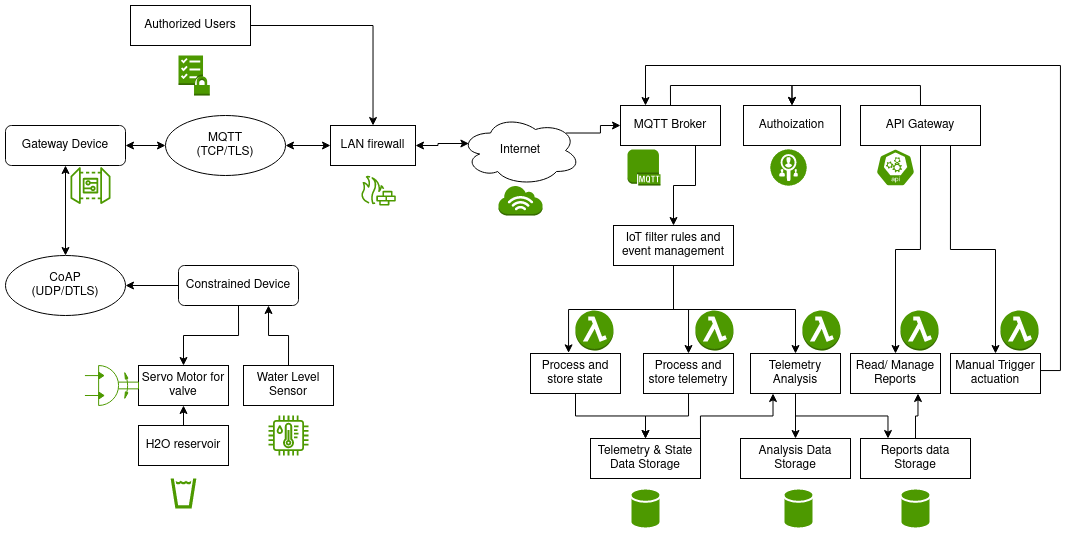 Authorized Users
Gateway Device
MQTT
(TCP/TLS)
LAN firewall
Internet
MQTT Broker
Authoization
API Gateway
MQTT
api
IoT filter rules and
event management
CoAP
(UDP/DTLS)
Constrained Device
Servo Motor for
valve
Water Level
Sensor
H2O reservoir
Process and
store state
Process and
store telemetry
Telemetry
Analysis
Read/ Manage
Reports
Manual Trigger
actuation
Telemetry & State
Data Storage
Analysis Data
Storage
Reports data
Storage